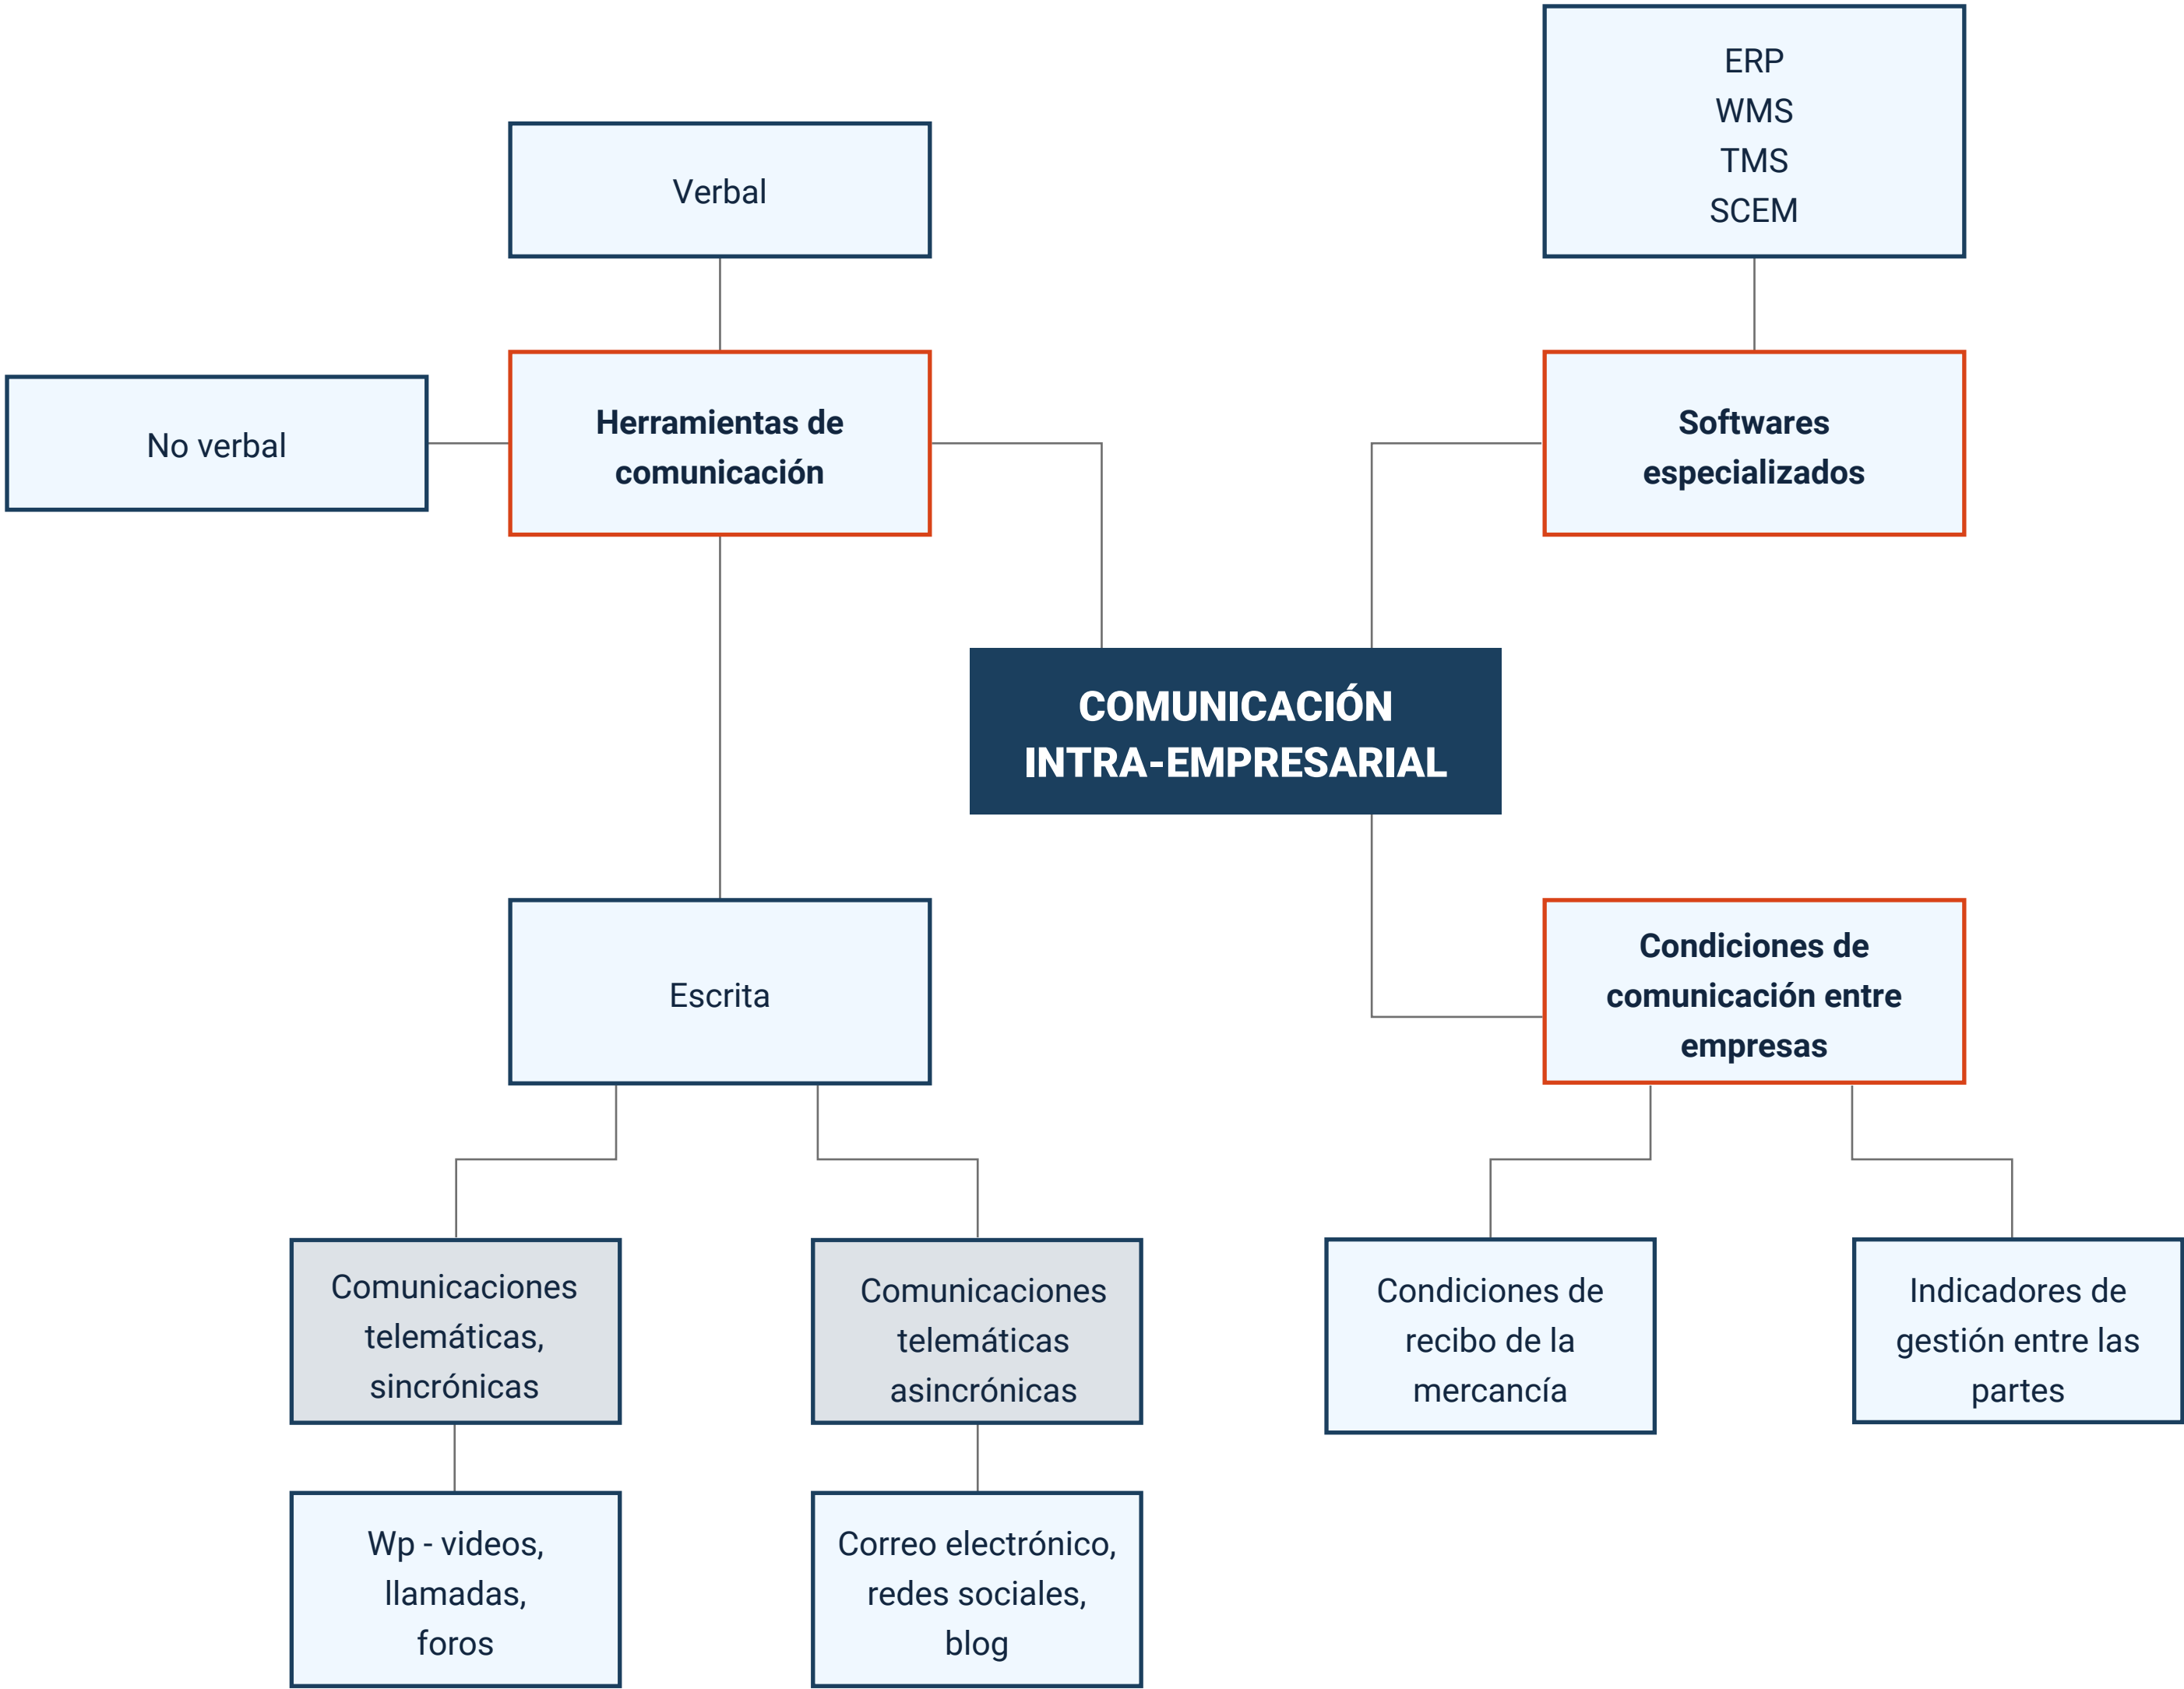 ERP
WMS
TMS
SCEM
Verbal
No verbal
Herramientas de
comunicación
Softwares
especializados
COMUNICACIÓN
INTRA-EMPRESARIAL
Escrita
Condiciones de
comunicación entre
empresas
Comunicaciones
telemáticas,
sincrónicas
Comunicaciones
telemáticas
asincrónicas
Condiciones de
recibo de la
mercancía
Indicadores de
gestión entre las
partes
Wp - videos,
llamadas,
foros
Correo electrónico,
redes sociales,
blog